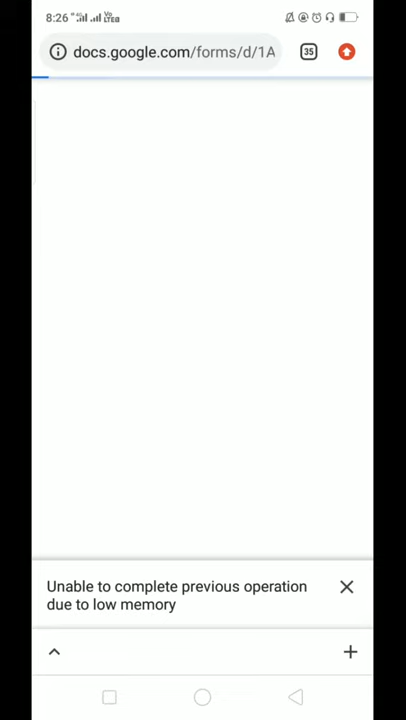 8:26
docs.google.com/forms/d/1A
35
Unable to complete previous operation
due to low memory